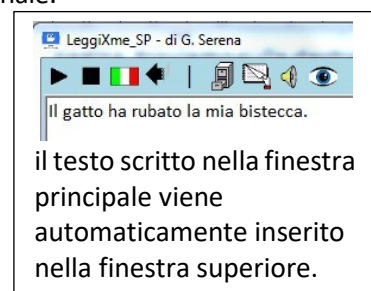 nale.
LeggiXme_SP - di G. Serena
Il gatto ha rubato la mia bistecca.
il testo scritto nella finestra
principale viene
automaticamente inserito
nella finestra superiore.